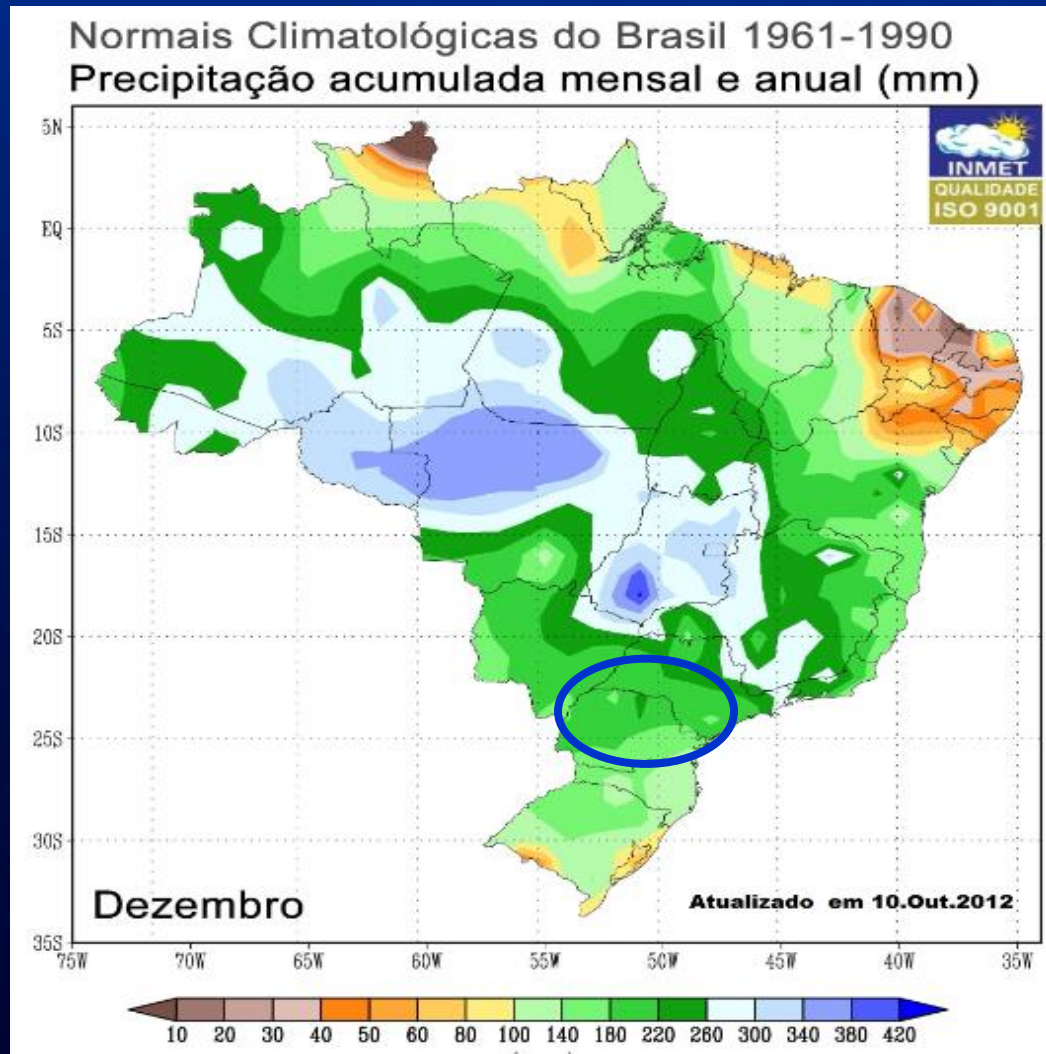 Normais Climatológicas do Brasil 1961-1990
Precipitação acumulada mensal e anual (mm)
INMET
QUALIDADE
ISO 9001
5N
EQ
5S
10S
15S
20S
25S
30S
35S
Dezembro
Atualizado em 10.Out.2012
75W 70W 65W 60W 55W 50W 45W 40W 35W
10 20 30 40 50 60 80 100 140 180 220 260 300 340 380 420